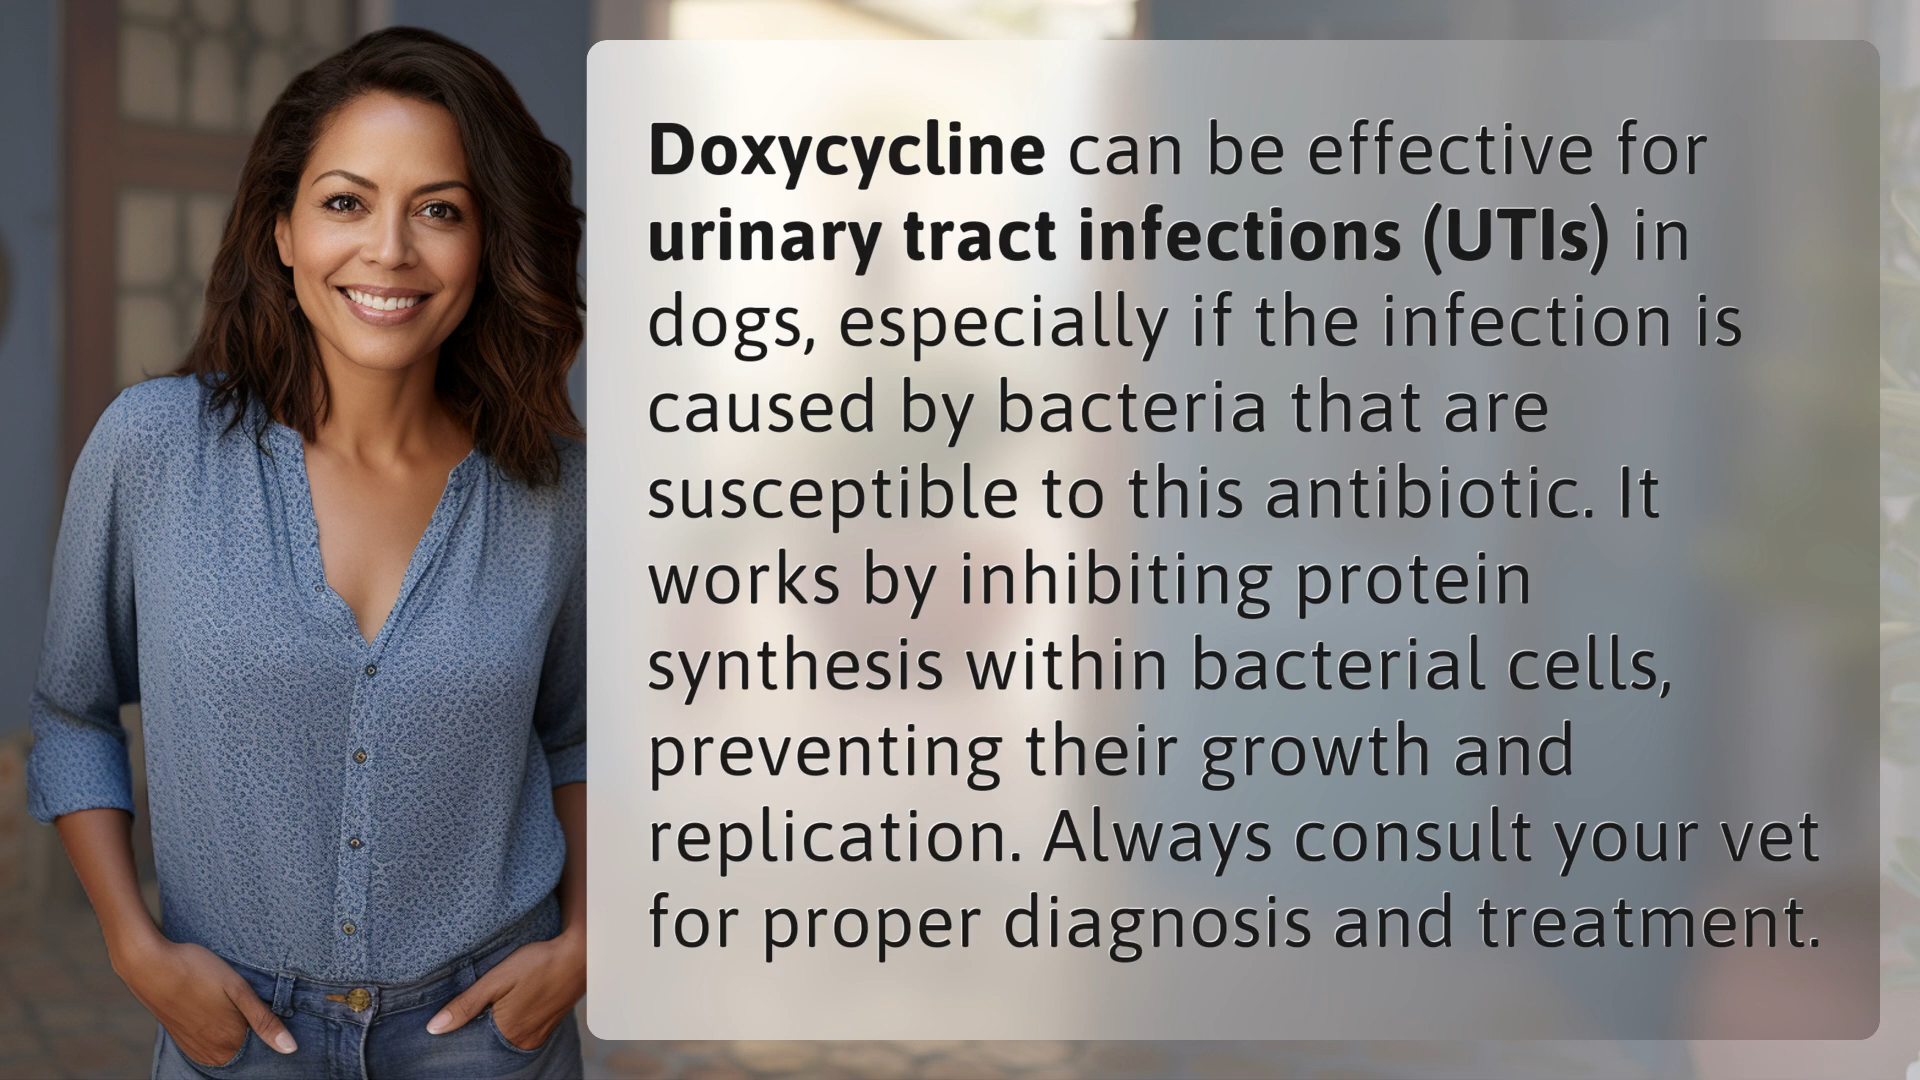 Doxycycline can be effective for
urinary tract infections (UTIs) in
dogs, especially if the infection is
caused by bacteria that are
susceptible to this antibiotic. It
works by inhibiting protein
synthesis within bacterial cells,
preventing their growth and
replication. Always consult your vet
for proper diagnosis and treatment.